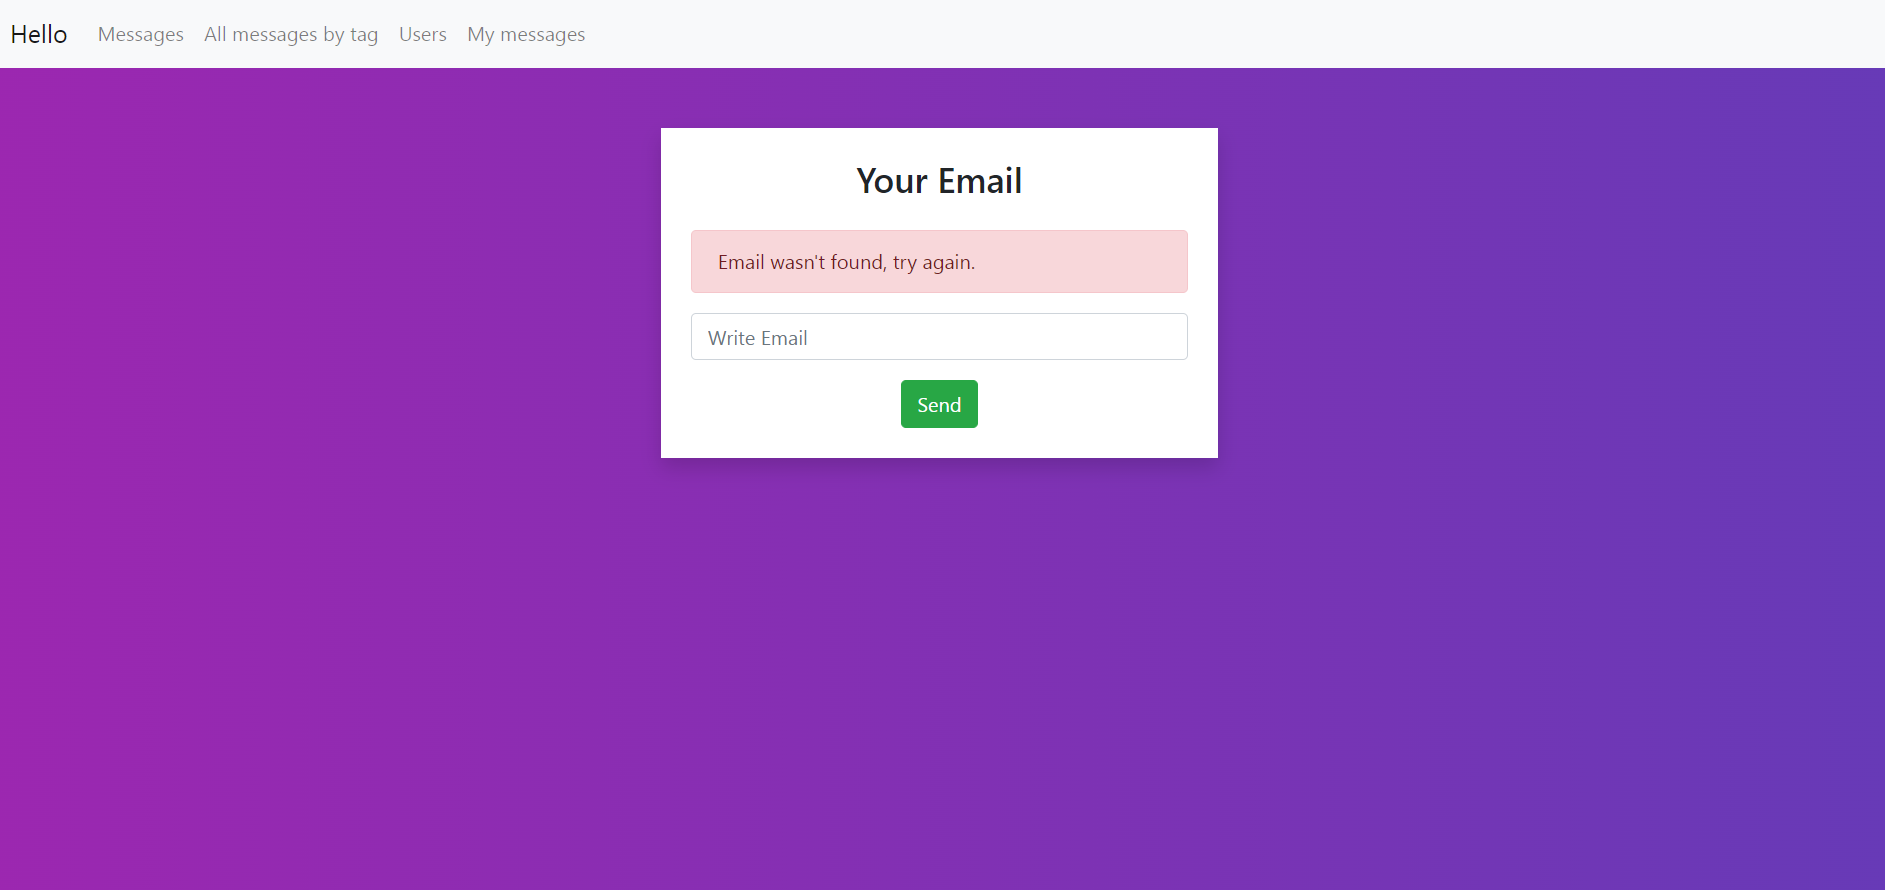 Hello Messages All messages by tag Users My messages
Your Email
Email wasn't found, try again.
Write Email
Send